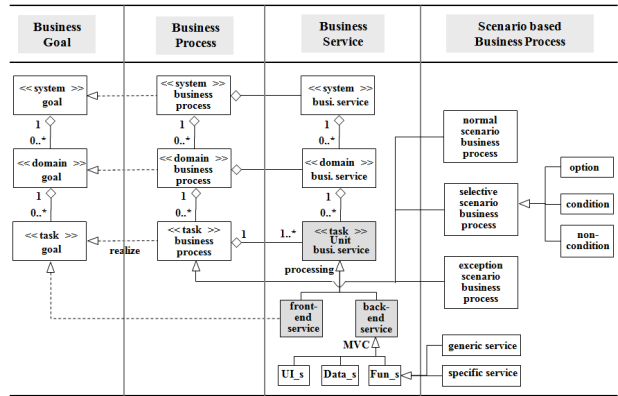 Business
Goal
Business
Process
Business
Service
Scenario based
Business Process
<< system >>
goal
<< system >>
business
process
<< system >>
busi. service
1
0..*
1
0..*
1
0..*
normal
scenario
business
process
<< domain >>
goal
<< domain >>
business
process
<< domain >>
busi. service
option
1
0..*
1
0..*
1
0..*
selective
scenario
business
process
condition
<< task >>
goal
<< task >>
business
process
1
1..*
<< task >>
Unit
busi. service
non-
condition
realize
processing
exception
scenario
business
process
front-
end
service
back-
end
service
MVC
generic service
UI_s
Data_s
Fun_s
specific service